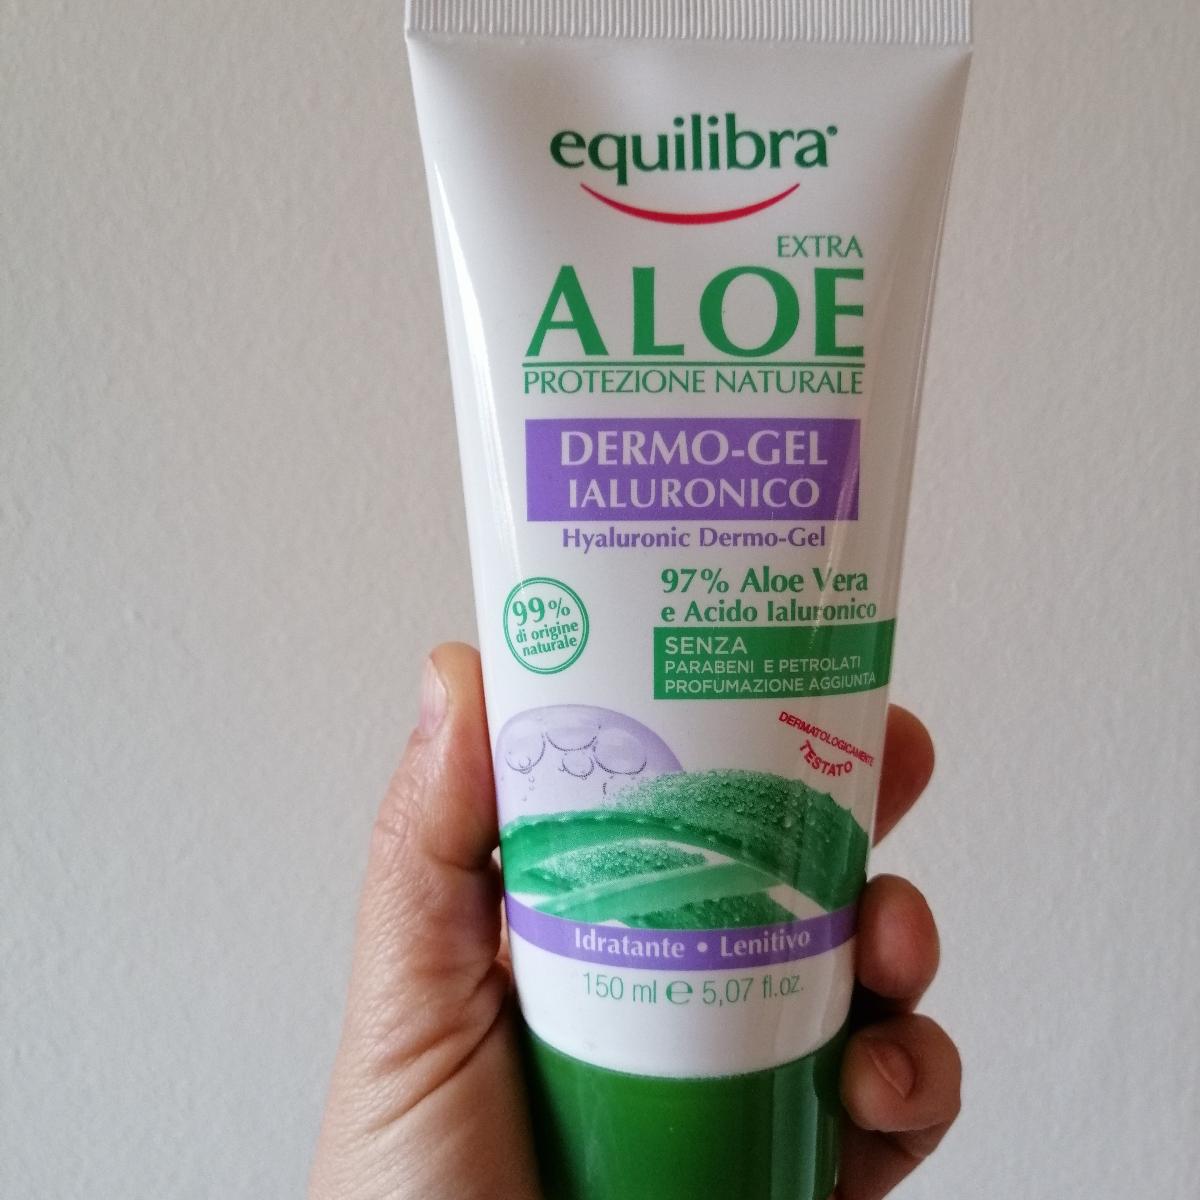 equilibra
EXTRA
ALOE
PROTEZIONE NATURALE
DERMO-GEL
IALURONICO
Hyaluronic Dermo-Gel
99%
di origine
naturale
97% Aloe Vera
e Acido Ialuronico
SENZA
PARABENI E PETROLATI
PROFUMAZIONE AGGIUNTA
DERMATOLOGICAMENTE
TESTATO
Idratante • Lenitivo
150 ml ℮ 5,07 fl.oz.